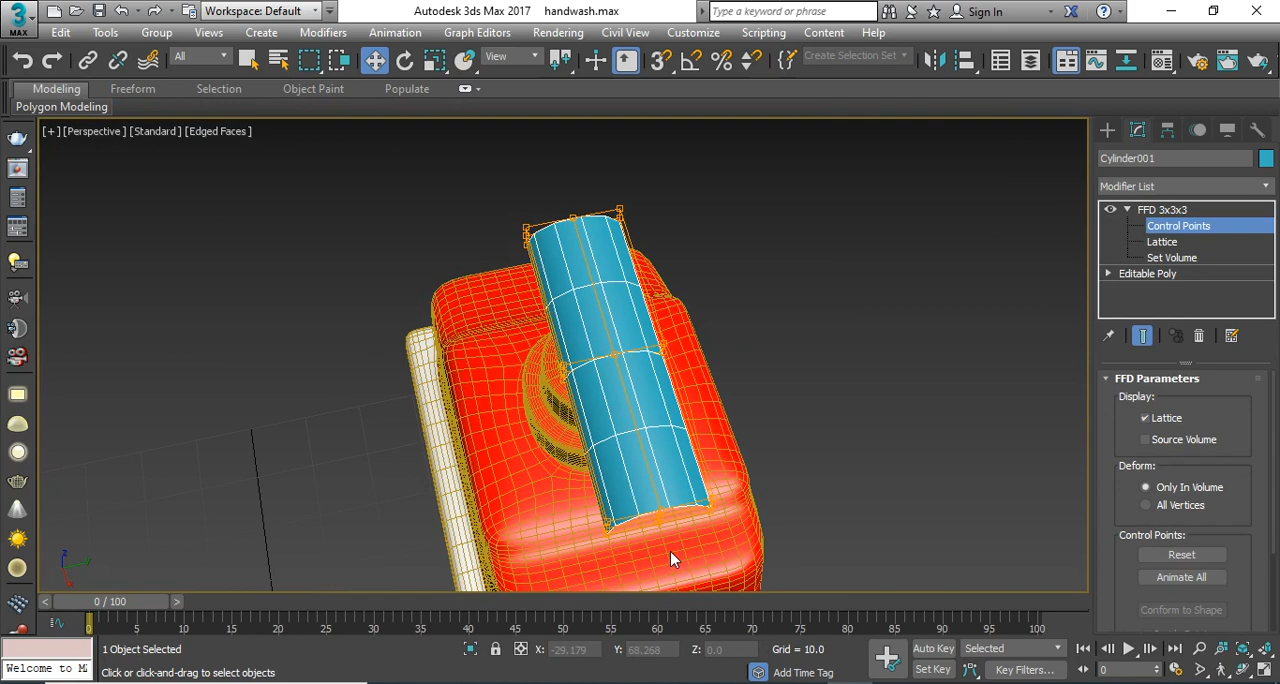 3 Workspace: Default Autodesk 3ds Max 2017 handwash.max Type a keyword or phrase Sign In
MAX Edit Tools Group Views Create Modifiers Animation Graph Editors Rendering Civil View Customize Scripting Content Help
All View 3 Create Selection Set
Modeling Freeform Selection Object Paint Populate
Polygon Modeling
[+] [Perspective] [Standard] [Edged Faces]
Cylinder001
Modifier List
FFD 3x3x3
Control Points
Lattice
Set Volume
Editable Poly
FFD Parameters
Display:
Lattice
Source Volume
Deform:
Only In Volume
All Vertices
Control Points:
Reset
Animate All
Conform to Shape
z
y
x
< 0 / 100 >
0 5 10 15 20 25 30 35 40 45 50 55 60 65 70 75 80 85 90 95 100
1 Object Selected X: -29.179 Y: 68.268 Z: 0.0 Grid = 10.0 Auto Key Selected
Welcome to M Click or click-and-drag to select objects Add Time Tag Set Key Key Filters... 0